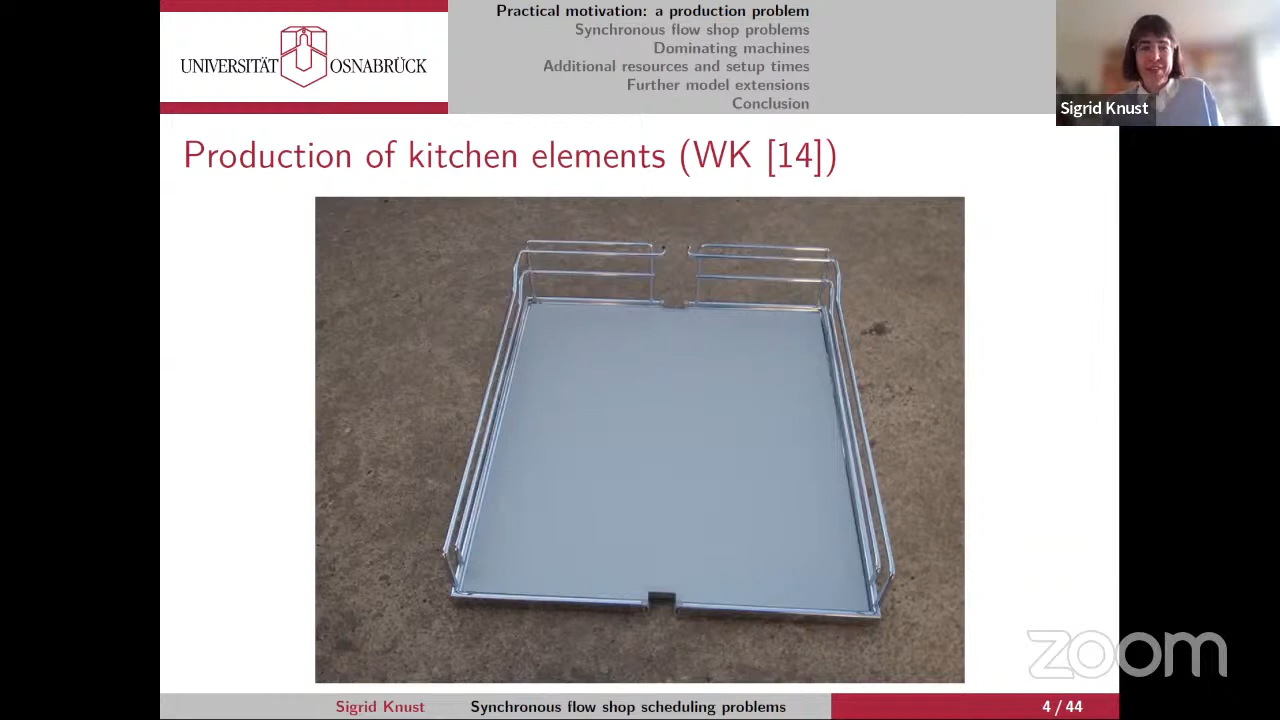 Practical motivation: a production problem
Synchronous flow shop problems
Dominating machines
Additional resources and setup times
Further model extensions
Conclusion
UNIVERSITÄT OSNABRÜCK
Sigrid Knust
Production of kitchen elements (WK [14])
zoom
Sigrid Knust
Synchronous flow shop scheduling problems
4 / 44